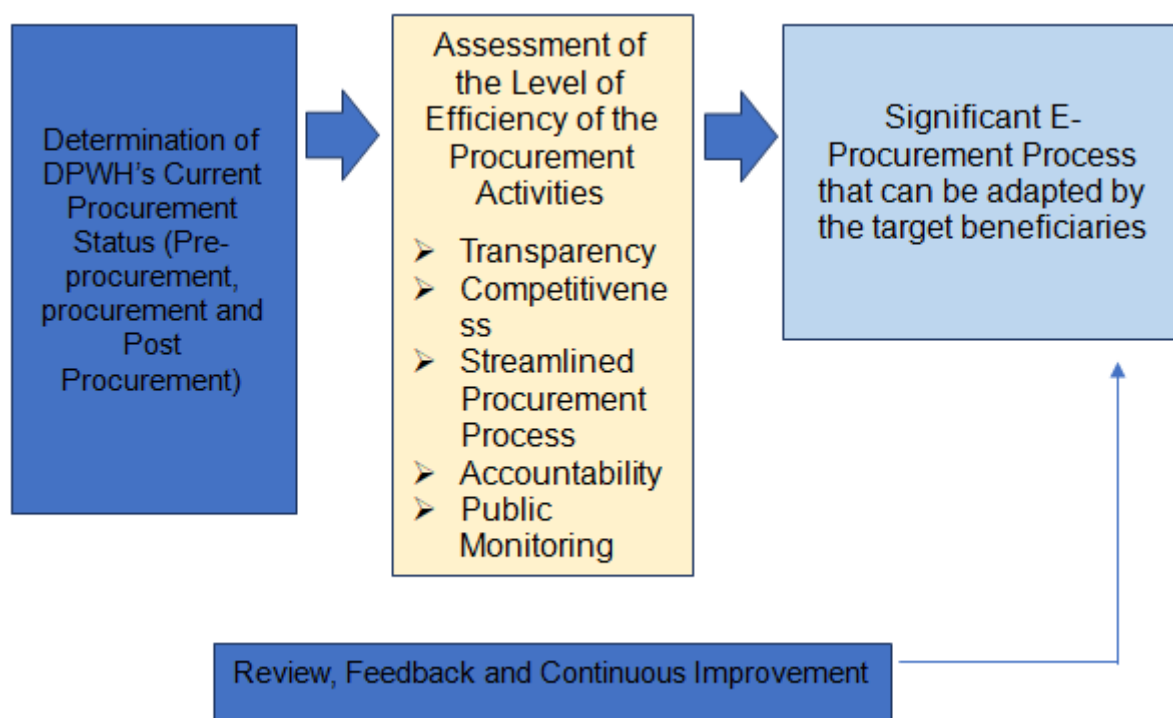 Determination of
DPWH's Current
Procurement
Status (Pre-
procurement,
procurement and
Post
Procurement)
Assessment of
the Level of
Efficiency of the
Procurement
Activities
➢ Transparency
➢ Competitivene
ss
➢ Streamlined
Procurement
Process
➢ Accountability
➢ Public
Monitoring
Significant E-
Procurement Process
that can be adapted by
the target beneficiaries
Review, Feedback and Continuous Improvement